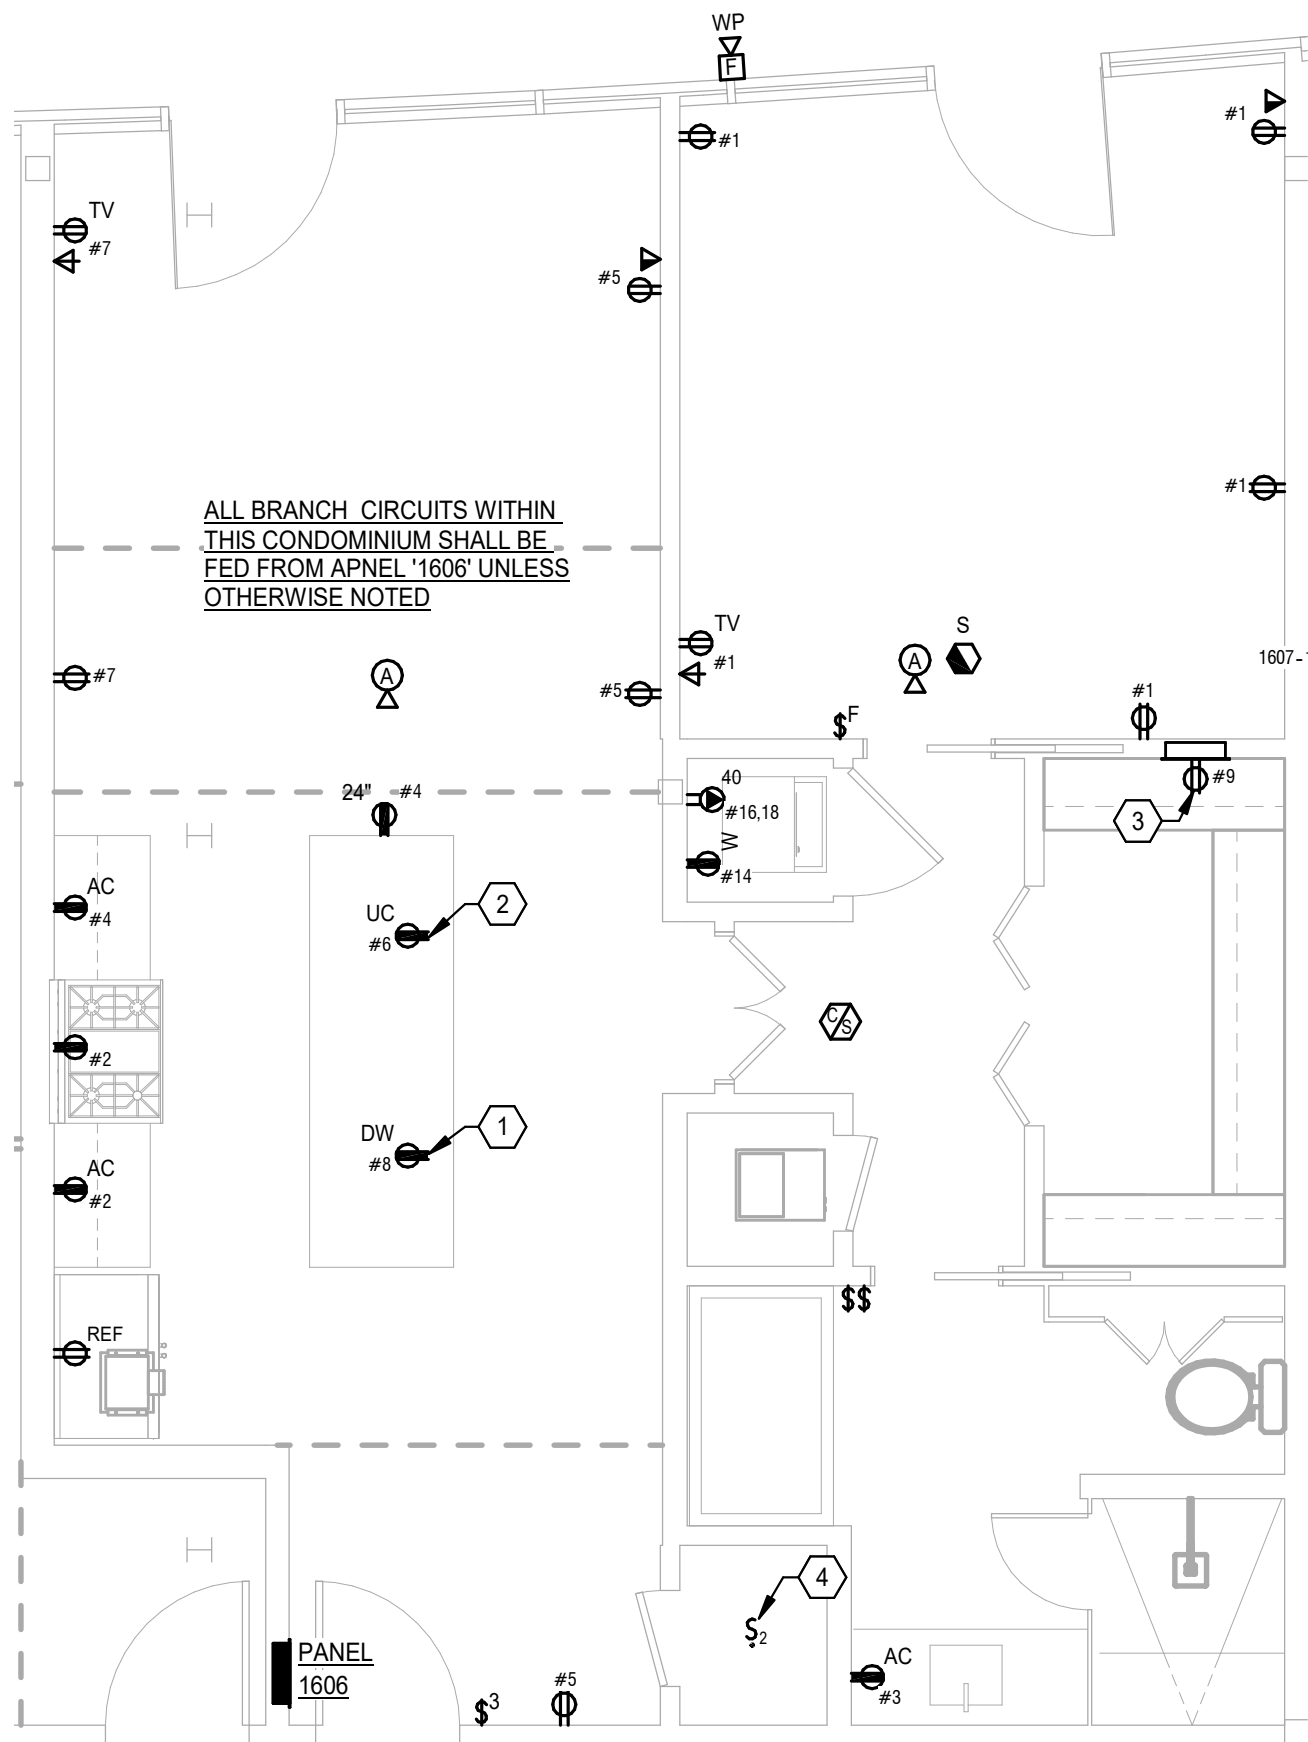 WP
F
#1
#1
TV
#7
#5
ALL BRANCH CIRCUITS WITHIN
THIS CONDOMINIUM SHALL BE
FED FROM APNEL '1606' UNLESS
OTHERWISE NOTED
#1
TV
#1
S
A
A
1607-
#7
#5
#1
$F
40
#16,18
#9
24"
#4
3
W
#14
AC
#4
UC
#6
2
C/S
#2
DW
#8
1
AC
#2
$$
REF
4
$2
PANEL
1606
AC
#3
#5
$3